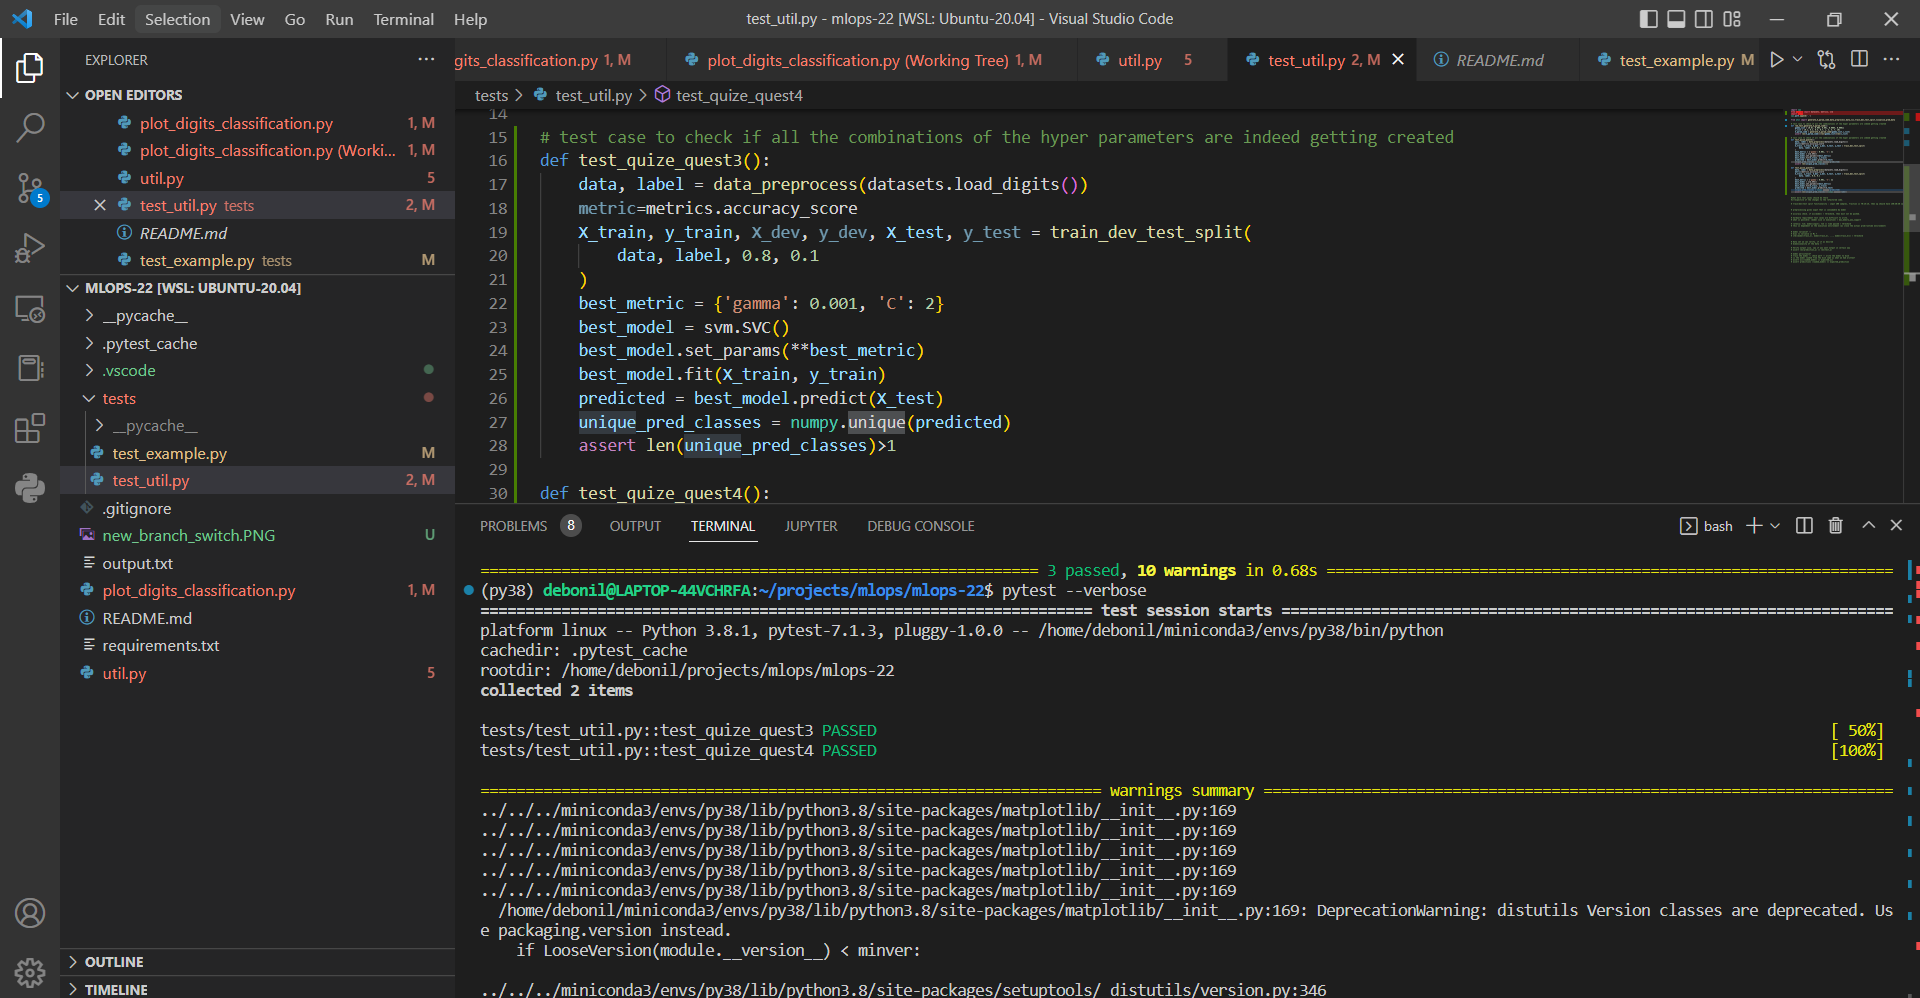 File Edit Selection View Go Run Terminal Help
test_util.py - mlops-22 [WSL: Ubuntu-20.04] - Visual Studio Code
EXPLORER
OPEN EDITORS
plot_digits_classification.py 1, M
plot_digits_classification.py (Worki... 1, M
util.py 5
test_util.py tests 2, M
README.md
test_example.py tests M
MLOPS-22 [WSL: UBUNTU-20.04]
__pycache__
.pytest_cache
.vscode
tests
__pycache__
test_example.py M
test_util.py 2, M
.gitignore
new_branch_switch.PNG U
output.txt
plot_digits_classification.py 1, M
README.md
requirements.txt
util.py 5
OUTLINE
TIMELINE
5
gits_classification.py 1, M
plot_digits_classification.py (Working Tree) 1, M
util.py 5
test_util.py 2, M
README.md
test_example.py M
tests > test_util.py > test_quize_quest4
14
15 # test case to check if all the combinations of the hyper parameters are indeed getting created
16 def test_quize_quest3():
17 data, label = data_preprocess(datasets.load_digits())
18 metric=metrics.accuracy_score
19 X_train, y_train, X_dev, y_dev, X_test, y_test = train_dev_test_split(
20 data, label, 0.8, 0.1
21 )
22 best_metric = {'gamma': 0.001, 'C': 2}
23 best_model = svm.SVC()
24 best_model.set_params(**best_metric)
25 best_model.fit(X_train, y_train)
26 predicted = best_model.predict(X_test)
27 unique_pred_classes = numpy.unique(predicted)
28 assert len(unique_pred_classes)>1
29
30 def test_quize_quest4():
PROBLEMS 8 OUTPUT TERMINAL JUPYTER DEBUG CONSOLE
bash
============================================================== 3 passed, 10 warnings in 0.68s ===============================================================
(py38) debonil@LAPTOP-44VCHRFA:~/projects/mlops/mlops-22$ pytest --verbose
==================================================================== test session starts ====================================================================
platform linux -- Python 3.8.1, pytest-7.1.3, pluggy-1.0.0 -- /home/debonil/miniconda3/envs/py38/bin/python
cachedir: .pytest_cache
rootdir: /home/debonil/projects/mlops/mlops-22
collected 2 items
tests/test_util.py::test_quize_quest3 PASSED [ 50%]
tests/test_util.py::test_quize_quest4 PASSED [100%]
===================================================================== warnings summary ======================================================================
../../../miniconda3/envs/py38/lib/python3.8/site-packages/matplotlib/__init__.py:169
../../../miniconda3/envs/py38/lib/python3.8/site-packages/matplotlib/__init__.py:169
../../../miniconda3/envs/py38/lib/python3.8/site-packages/matplotlib/__init__.py:169
../../../miniconda3/envs/py38/lib/python3.8/site-packages/matplotlib/__init__.py:169
../../../miniconda3/envs/py38/lib/python3.8/site-packages/matplotlib/__init__.py:169
/home/debonil/miniconda3/envs/py38/lib/python3.8/site-packages/matplotlib/__init__.py:169: DeprecationWarning: distutils Version classes are deprecated. Us
e packaging.version instead.
if LooseVersion(module.__version__) < minver:
../../../miniconda3/envs/py38/lib/python3.8/site-packages/setuptools/_distutils/version.py:346